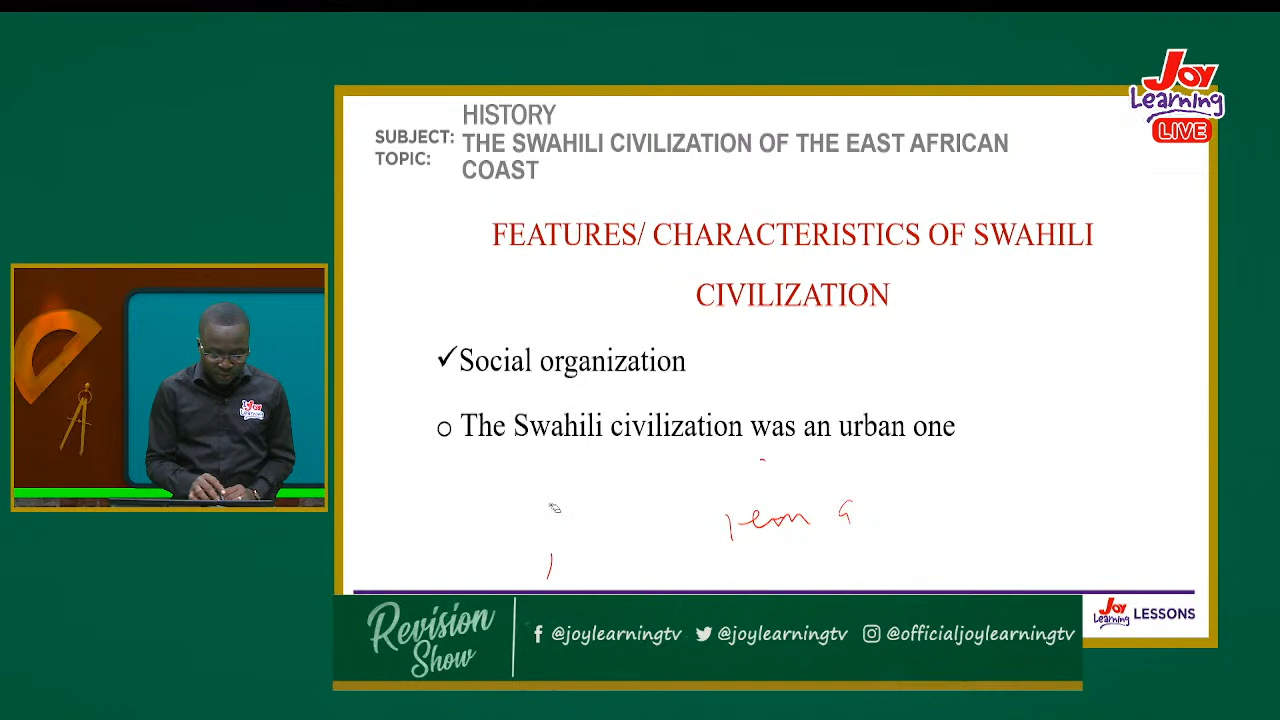 Joy
Learning
LIVE
HISTORY
SUBJECT: THE SWAHILI CIVILIZATION OF THE EAST AFRICAN
TOPIC: COAST
FEATURES/ CHARACTERISTICS OF SWAHILI
CIVILIZATION
✓Social organization
o The Swahili civilization was an urban one
Revision
Show
@joylearningtv @joylearningtv @officialjoylearningtv
Joy
Learning LESSONS